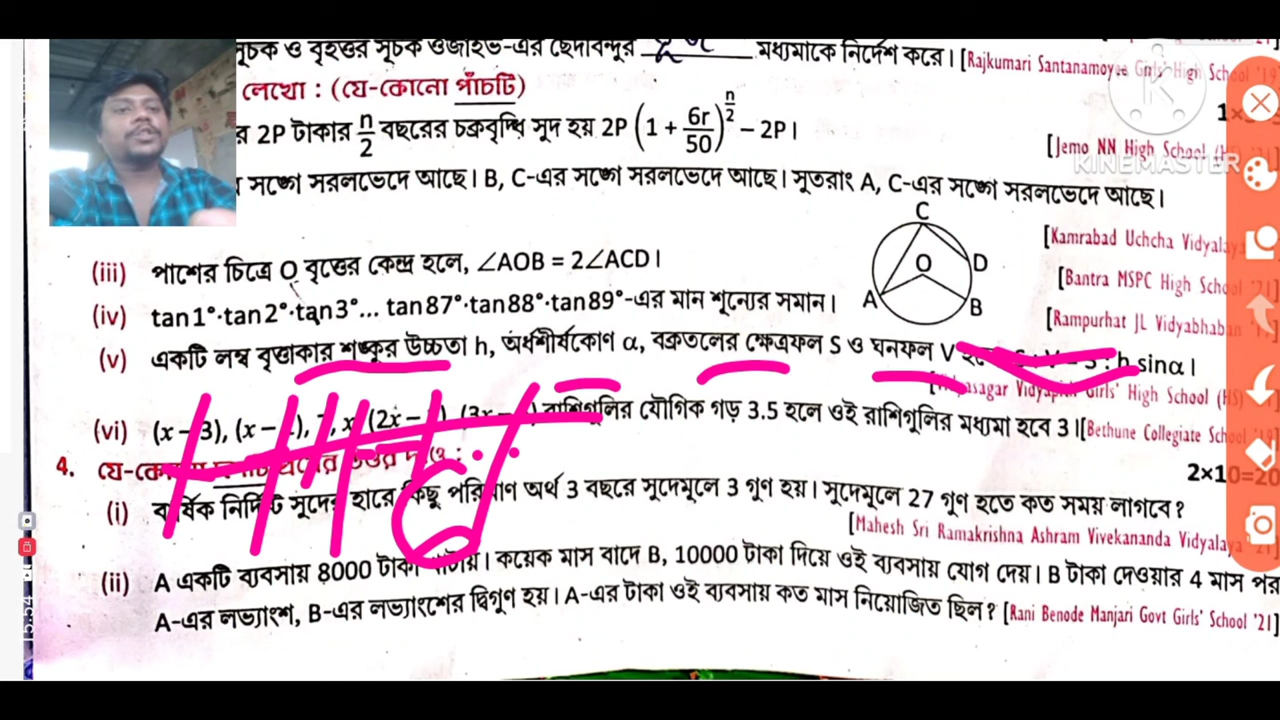 সূচক ও বৃহত্তর সূচক ওজাইভ-এর ছেদবিন্দুর মধ্যমাকে নির্দেশ করে। [Rajkumari Santanamoyee Girls' High
লেখো : (যে-কোনো পাঁচটি)
র 2P টাকার n/2 বছরের চক্রবৃদ্ধি সুদ হয় 2P (1 + 6r/50)^(n/2) – 2P।
[Jemo NN High School
KINEMASTER
সঙ্গে সরলভেদে আছে। B, C-এর সঙ্গে সরলভেদে আছে। সুতরাং A, C-এর সঙ্গে সরলভেদে আছে।
[Kamrabad Uchcha
(iii) পাশের চিত্রে O বৃত্তের কেন্দ্র হলে, ∠AOB = 2∠ACD।
C
D
O
A
B
[Bantra MSPC High School
(iv) tan1°·tan2°·tan3°... tan87°·tan88°·tan89°-এর মান শূন্যের সমান।
[Rampurhat JL Vidyabhaban
(v) একটি লম্ব বৃত্তাকার শঙ্কুর উচ্চতা h, অর্ধশীর্ষকোণ α, বক্রতলের ক্ষেত্রফল S ও ঘনফল V sinα।
Girls' High School
(vi) (x – 3), 7, x, রাশিগুলির যৌগিক গড় 3.5 হলে ওই রাশিগুলির মধ্যমা হবে 3। [Bethune Collegiate
4.
2×10=20
(i) বার্ষিক নির্দিষ্ট সুদের হারে কিছু পরিমাণ অর্থ 3 বছরে সুদেমূলে 3 গুণ হয়। সুদেমূলে 27 গুণ হতে কত সময় লাগবে?
[Mahesh Sri Ramakrishna Ashram Vivekananda Vidyalaya
(ii) A একটি ব্যবসায় 8000 টাকা কয়েক মাস বাদে B, 10000 টাকা দিয়ে ওই ব্যবসায় যোগ দেয়। B টাকা দেওয়ার 4 মাস পর
A-এর লভ্যাংশ, B-এর লভ্যাংশের দ্বিগুণ হয়। A-এর টাকা ওই ব্যবসায় কত মাস নিয়োজিত ছিল? [Rani Benode Manjari Govt Girls' School '21]